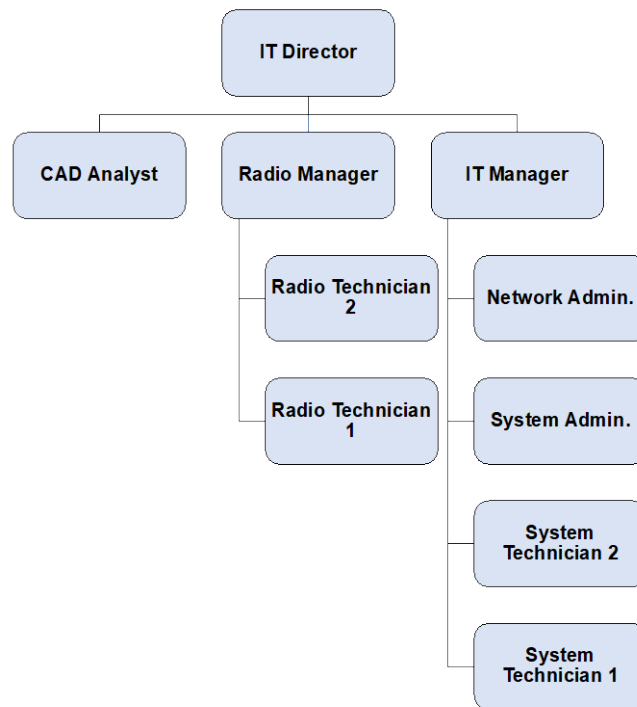 IT Director
CAD Analyst
Radio Manager
IT Manager
Radio Technician
2
Network Admin.
Radio Technician
1
System Admin.
System
Technician 2
System
Technician 1